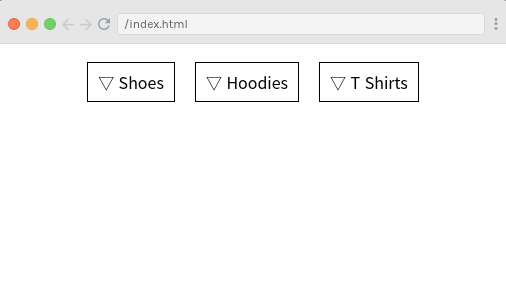 /index.html
▽ Shoes
▽ Hoodies
▽ T Shirts